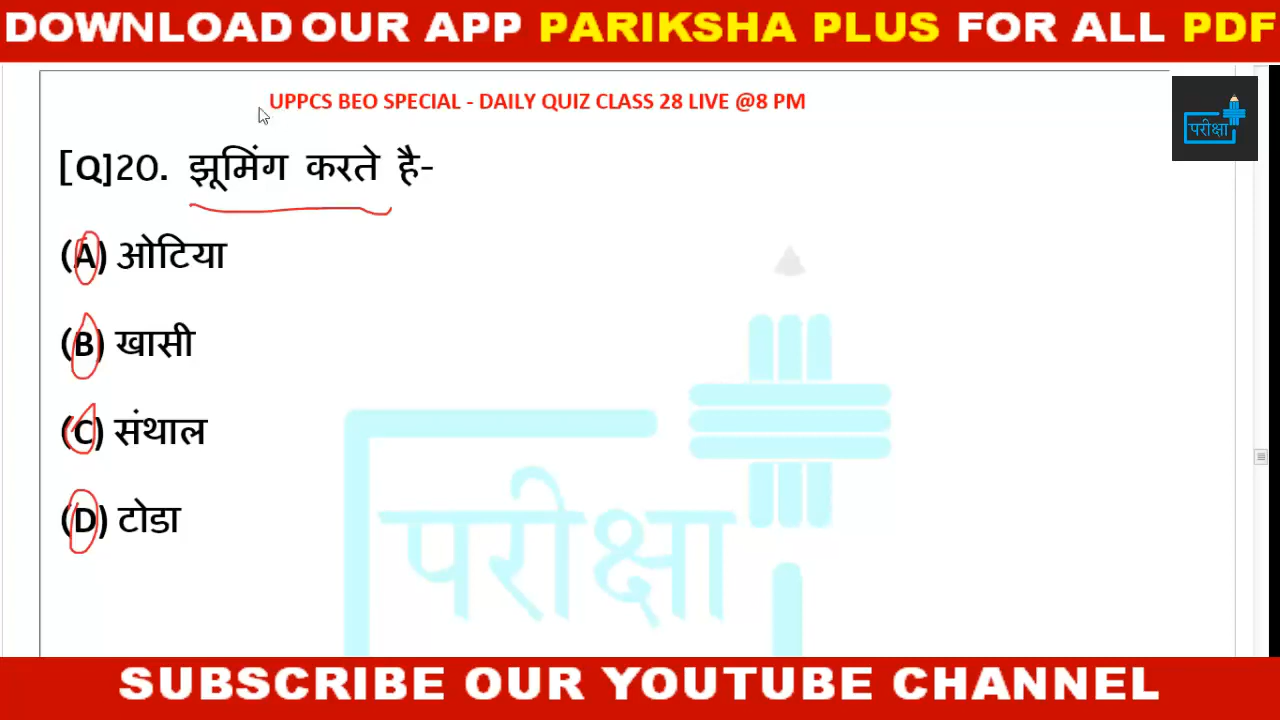 DOWNLOAD OUR APP PARIKSHA PLUS FOR ALL PDF
UPPCS BEO SPECIAL - DAILY QUIZ CLASS 28 LIVE @8 PM
परीक्षा
[Q]20. झूमिंग करते है-
(A) ओटिया
(B) खासी
(C) संथाल
(D) टोडा
परीक्षा
SUBSCRIBE OUR YOUTUBE CHANNEL